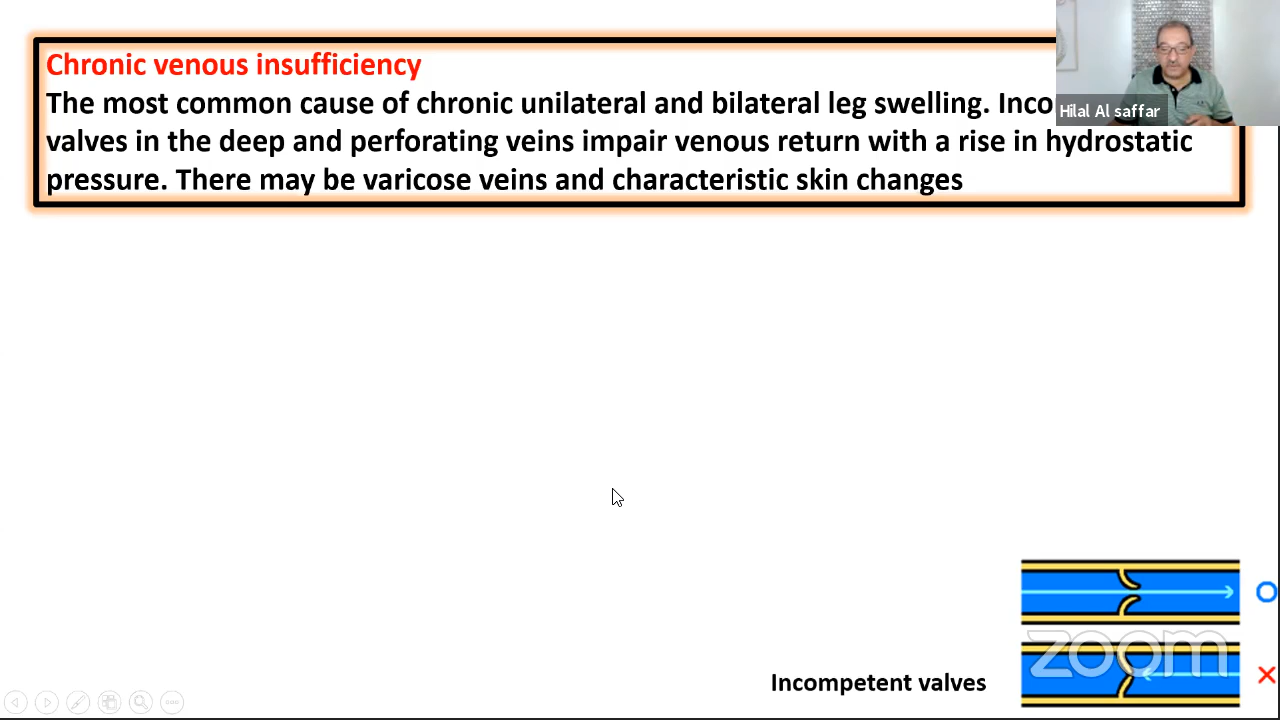 Chronic venous insufficiency
The most common cause of chronic unilateral and bilateral leg swelling.
valves in the deep and perforating veins impair venous return with a rise in hydrostatic
pressure. There may be varicose veins and characteristic skin changes
Hilal Al saffar
zoom
Incompetent valves